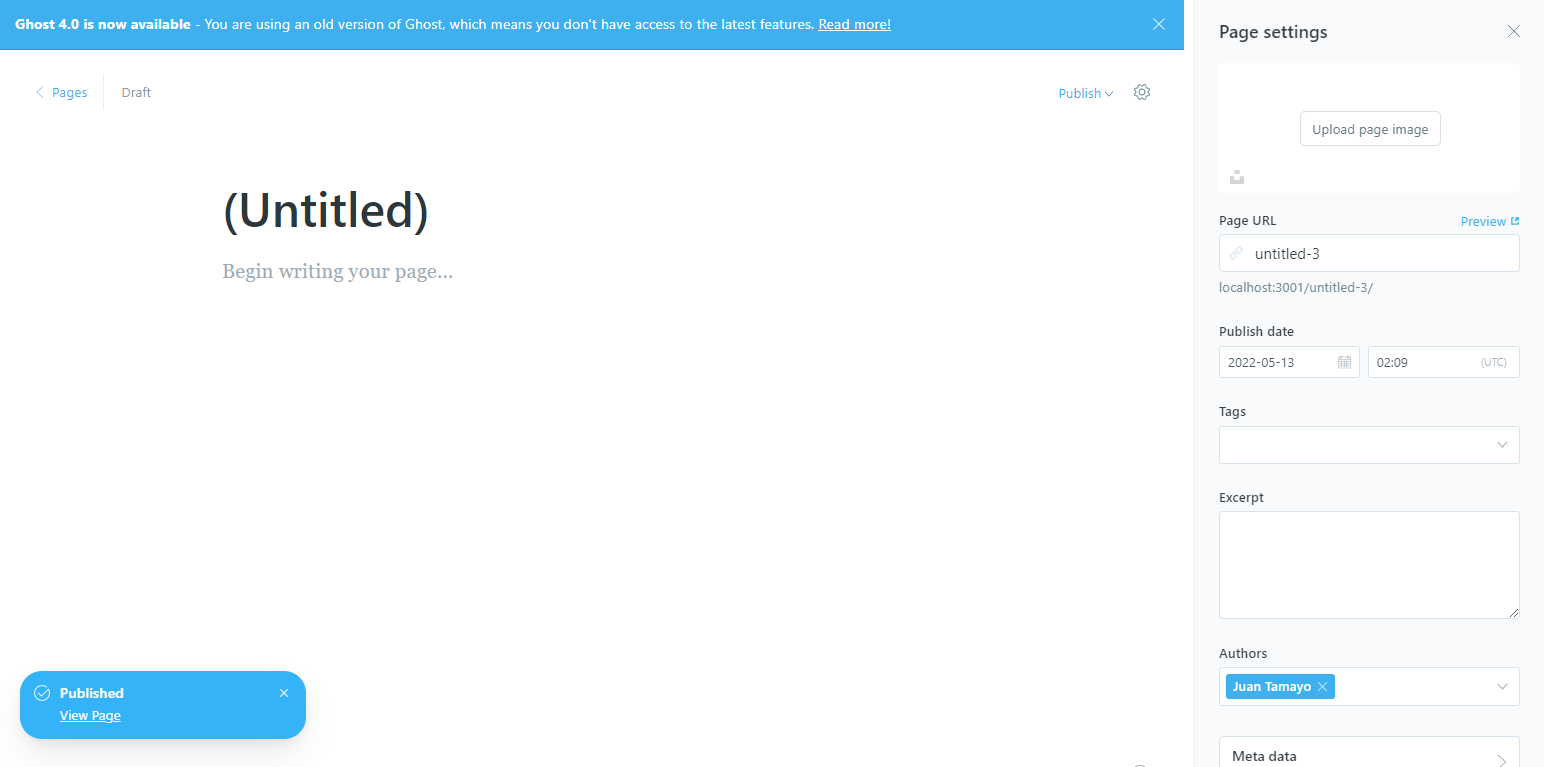 Ghost 4.0 is now available - You are using an old version of Ghost, which means you don't have access to the latest features. Read more!
Pages
Draft
Publish
(Untitled)
Begin writing your page...
Published
View Page
Page settings
Upload page image
Page URL
Preview
untitled-3
localhost:3001/untitled-3/
Publish date
2022-05-13
02:09
(UTC)
Tags
Excerpt
Authors
Juan Tamayo
Meta data